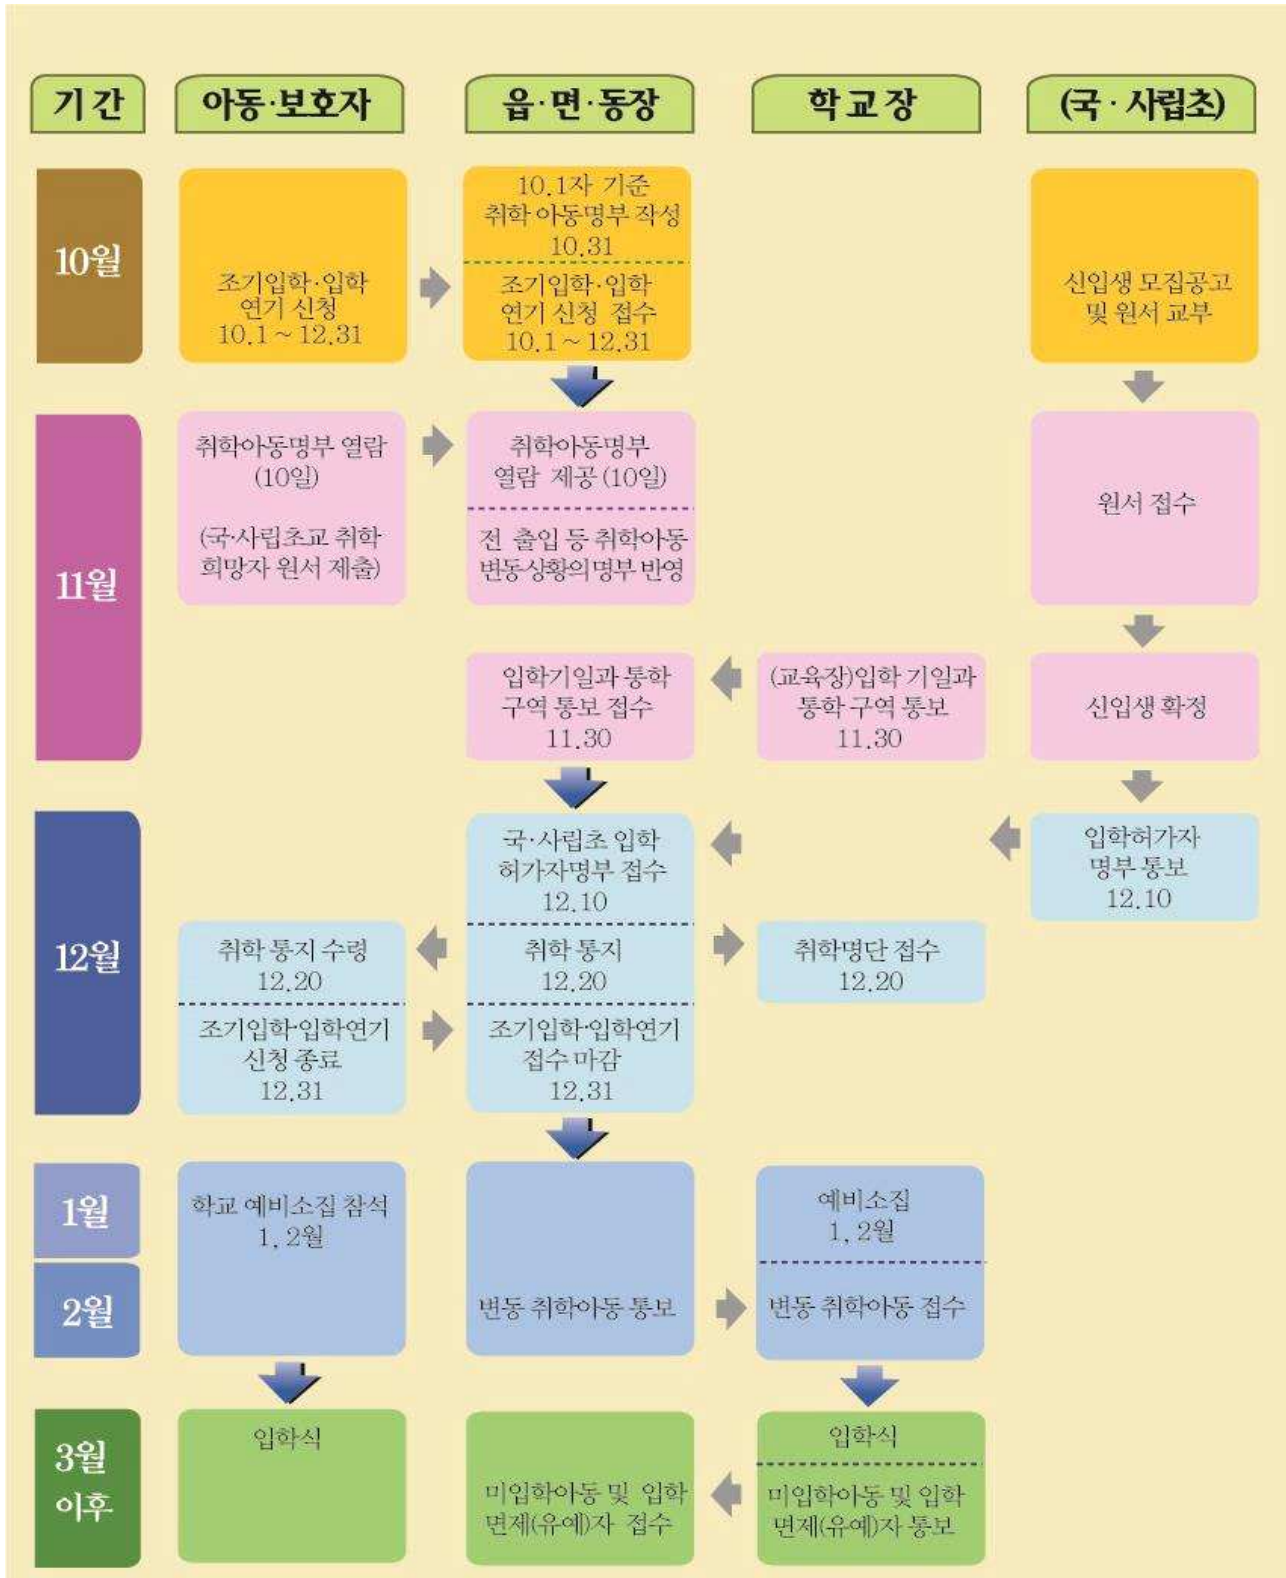 기 간
아동·보호자
읍·면·동장
학 교 장
(국·사립초)
10월
조기입학·입학
연기 신청
10.1 ~ 12.31
10.1자 기준
취학 아동명부 작성
10.31
조기입학·입학
연기 신청 접수
10.1 ~ 12.31
신입생 모집공고
및 원서 교부
11월
취학아동명부 열람
(10일)
(국·사립초교 취학
희망자 원서 제출)
취학아동명부
열람 제공 (10일)
전 출입 등 취학아동
변동상황의명부 반영
원서 접수
입학기일과 통학
구역 통보 접수
11.30
(교육장)입학 기일과
통학 구역 통보
11.30
신입생 확정
12월
국·사립초 입학
허가자명부 접수
12.10
입학허가자
명부 통보
12.10
취학 통지 수령
12.20
취학 통지
12.20
취학명단 접수
12.20
조기입학·입학연기
신청 종료
12.31
조기입학·입학연기
접수 마감
12.31
1월
학교 예비소집 참석
1, 2월
예비소집
1, 2월
2월
변동 취학아동 통보
변동 취학아동 접수
3월
이후
입학식
입학식
미입학아동 및 입학
면제(유예)자 접수
미입학아동 및 입학
면제(유예)자 통보